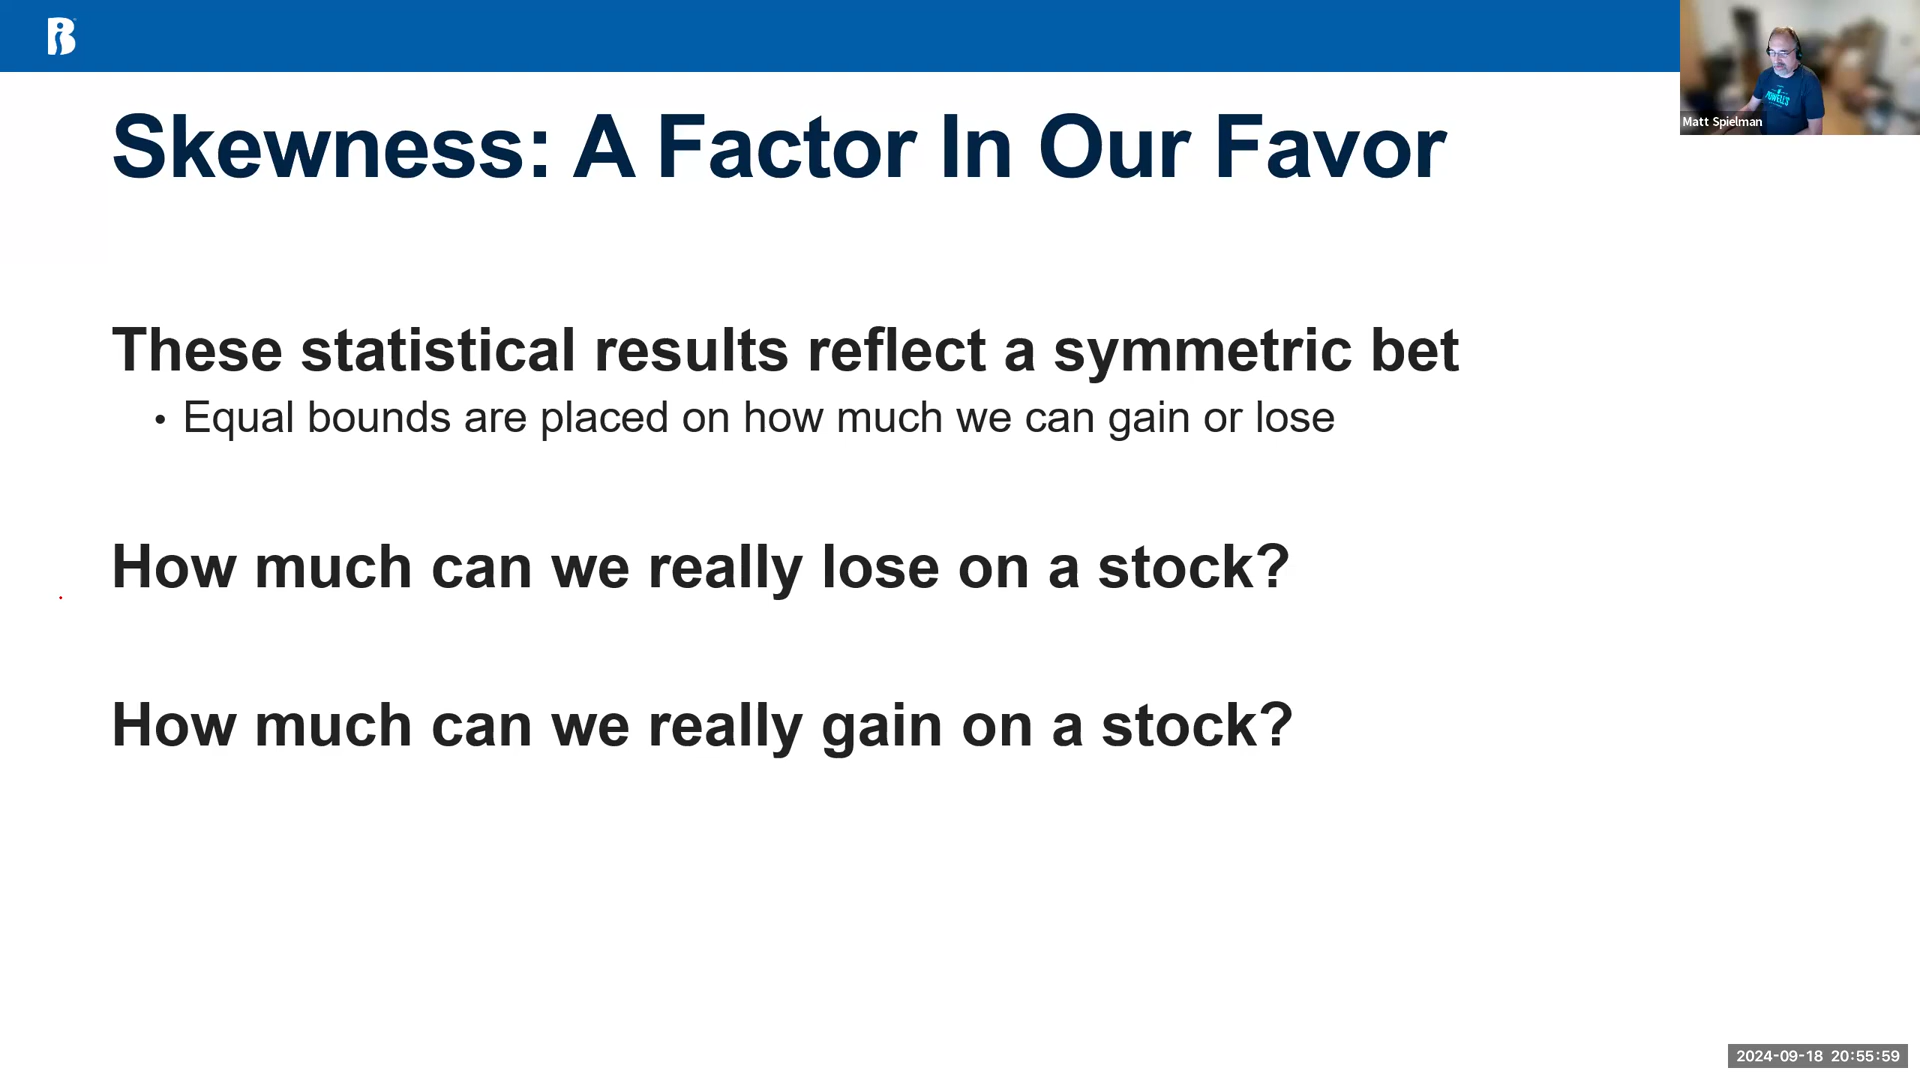 Skewness: A Factor In Our Favor
POWELL'S
Matt Spielman
These statistical results reflect a symmetric bet
• Equal bounds are placed on how much we can gain or lose
How much can we really lose on a stock?
How much can we really gain on a stock?
2024-09-18 20:55:59